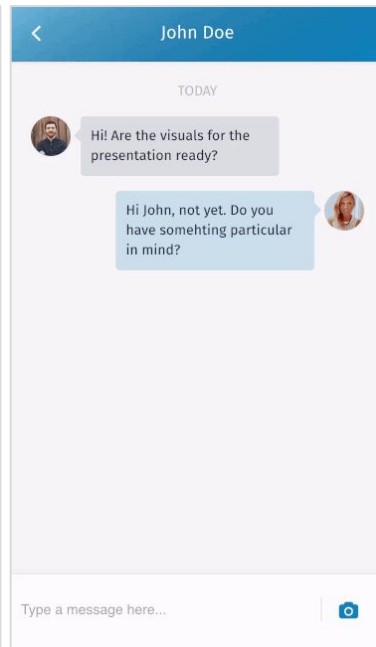 John Doe
TODAY
Hi! Are the visuals for the
presentation ready?
Hi John, not yet. Do you
have somehting particular
in mind?
Type a message here...